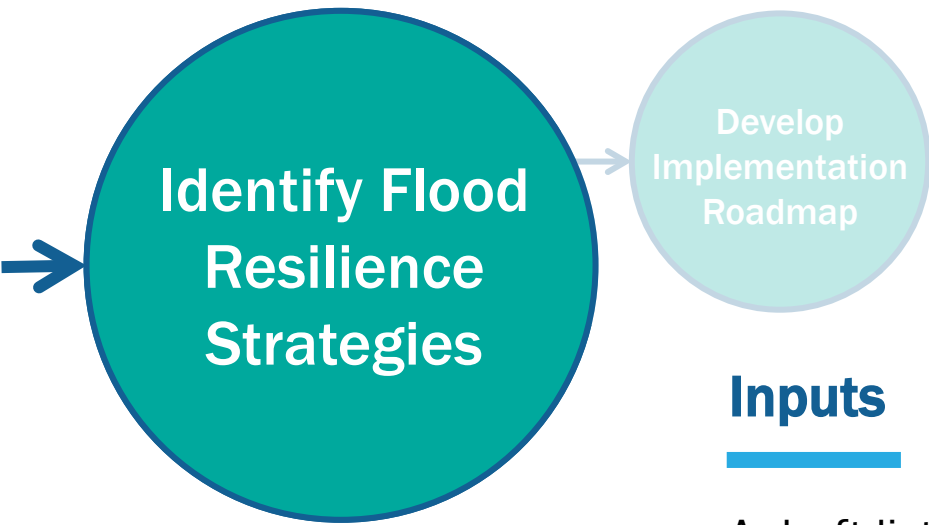 Identify Flood
Resilience
Strategies
Develop
Implementation
Roadmap
Inputs